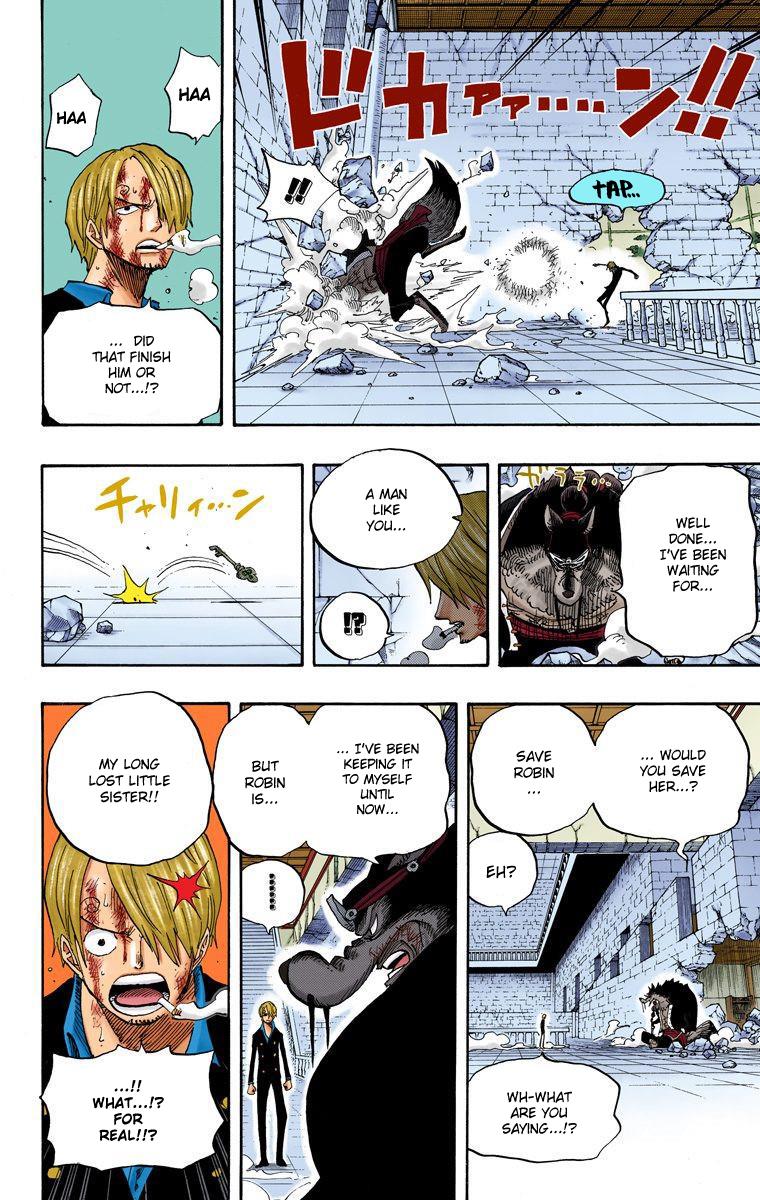 ドカァァ・・・・ン!!
!!
TAP...
HAA
HAA
... DID
THAT FINISH
HIM OR
NOT...!?
ガララ...
WELL
DONE...
I'VE BEEN
WAITING
FOR...
A MAN
LIKE
YOU...
!?
チャリィ・・・ン
... WOULD
YOU SAVE
HER...?
SAVE
ROBIN
...
EH?
WH-WHAT
ARE YOU
SAYING...!?
... I'VE BEEN
KEEPING IT
TO MYSELF
UNTIL
NOW...
BUT
ROBIN
IS...
......
MY LONG
LOST LITTLE
SISTER!!
...!!
WHAT...!?
FOR
REAL!!?